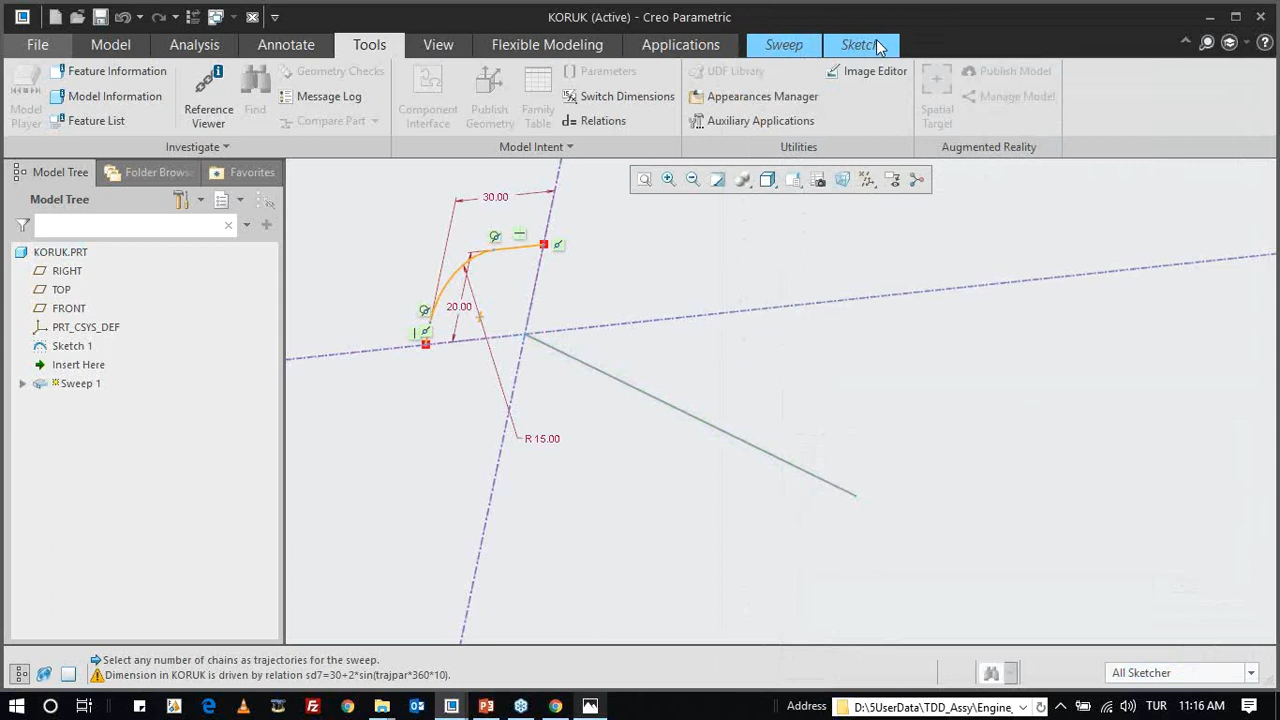 KORUK (Active) - Creo Parametric
File Model Analysis Annotate Tools View Flexible Modeling Applications Sweep Sketch
Model Player
Feature Information
Model Information
Feature List
Reference Viewer
Find
Geometry Checks
Message Log
Compare Part
Investigate
Component Interface
Publish Geometry
Family Table
Parameters
Switch Dimensions
d= Relations
Model Intent
UDF Library
Appearances Manager
Auxiliary Applications
Image Editor
Utilities
Spatial Target
Publish Model
Manage Model
Augmented Reality
Model Tree Folder Brows Favorites
Model Tree
KORUK.PRT
RIGHT
TOP
FRONT
PRT_CSYS_DEF
Sketch 1
Insert Here
Sweep 1
30.00
20.00
R 15.00
Select any number of chains as trajectories for the sweep.
Dimension in KORUK is driven by relation sd7=30+2*sin(trajpar*360*10).
All Sketcher
Address D:\5UserData\TDD_Assy\Engine_
TUR 11:16 AM